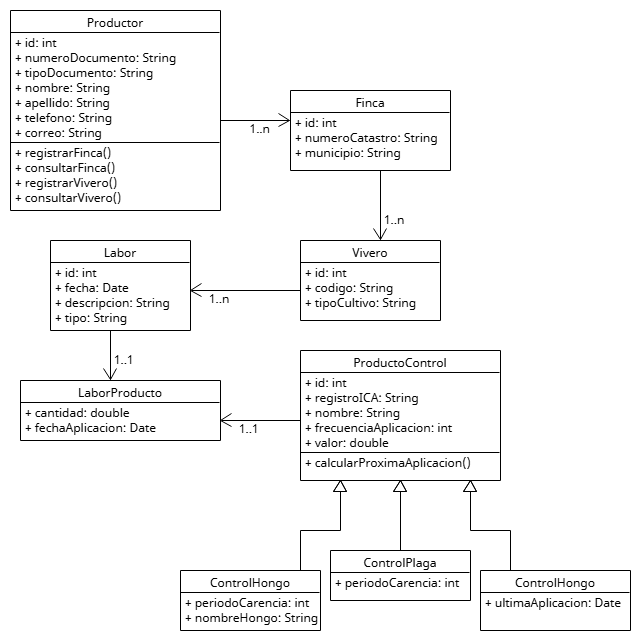 Productor
+ id: int
+ numeroDocumento: String
+ tipoDocumento: String
+ nombre: String
+ apellido: String
+ telefono: String
+ correo: String
+ registrarFinca()
+ consultarFinca()
+ registrarVivero()
+ consultarVivero()
1..n
Finca
+ id: int
+ numeroCatastro: String
+ municipio: String
1..n
Labor
+ id: int
+ fecha: Date
+ descripcion: String
+ tipo: String
1..n
Vivero
+ id: int
+ codigo: String
+ tipoCultivo: String
1..1
LaborProducto
+ cantidad: double
+ fechaAplicacion: Date
1..1
ProductoControl
+ id: int
+ registroICA: String
+ nombre: String
+ frecuenciaAplicacion: int
+ valor: double
+ calcularProximaAplicacion()
ControlHongo
+ periodoCarencia: int
+ nombreHongo: String
ControlPlaga
+ periodoCarencia: int
ControlHongo
+ ultimaAplicacion: Date